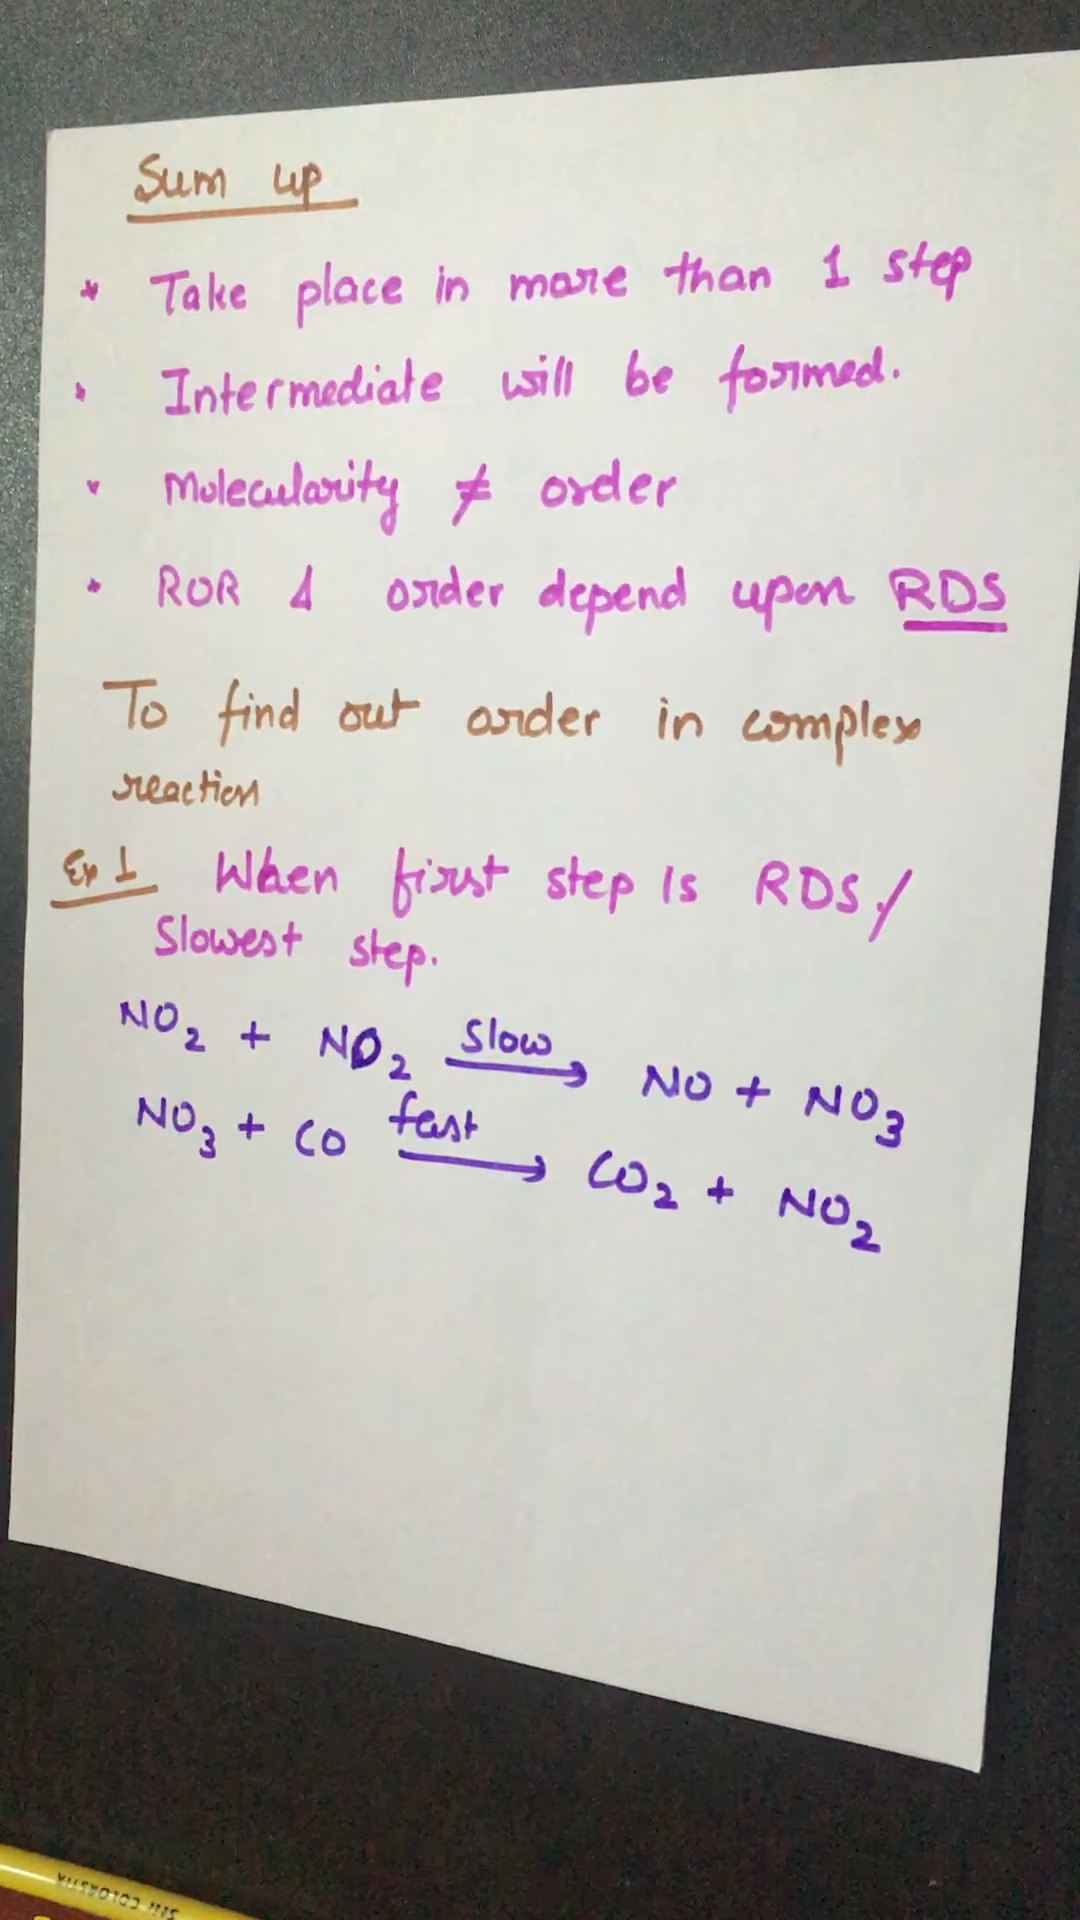 Sum up
* Take place in more than 1 step
* Intermediate will be formed.
* Molecularity ≠ order
* ROR & order depend upon RDS
To find out order in complex
reaction
Ex 1 When first step is RDS/
Slowest step.
NO₂ + NO₂ slow→ NO + NO₃
NO₃ + CO fast→ CO₂ + NO₂